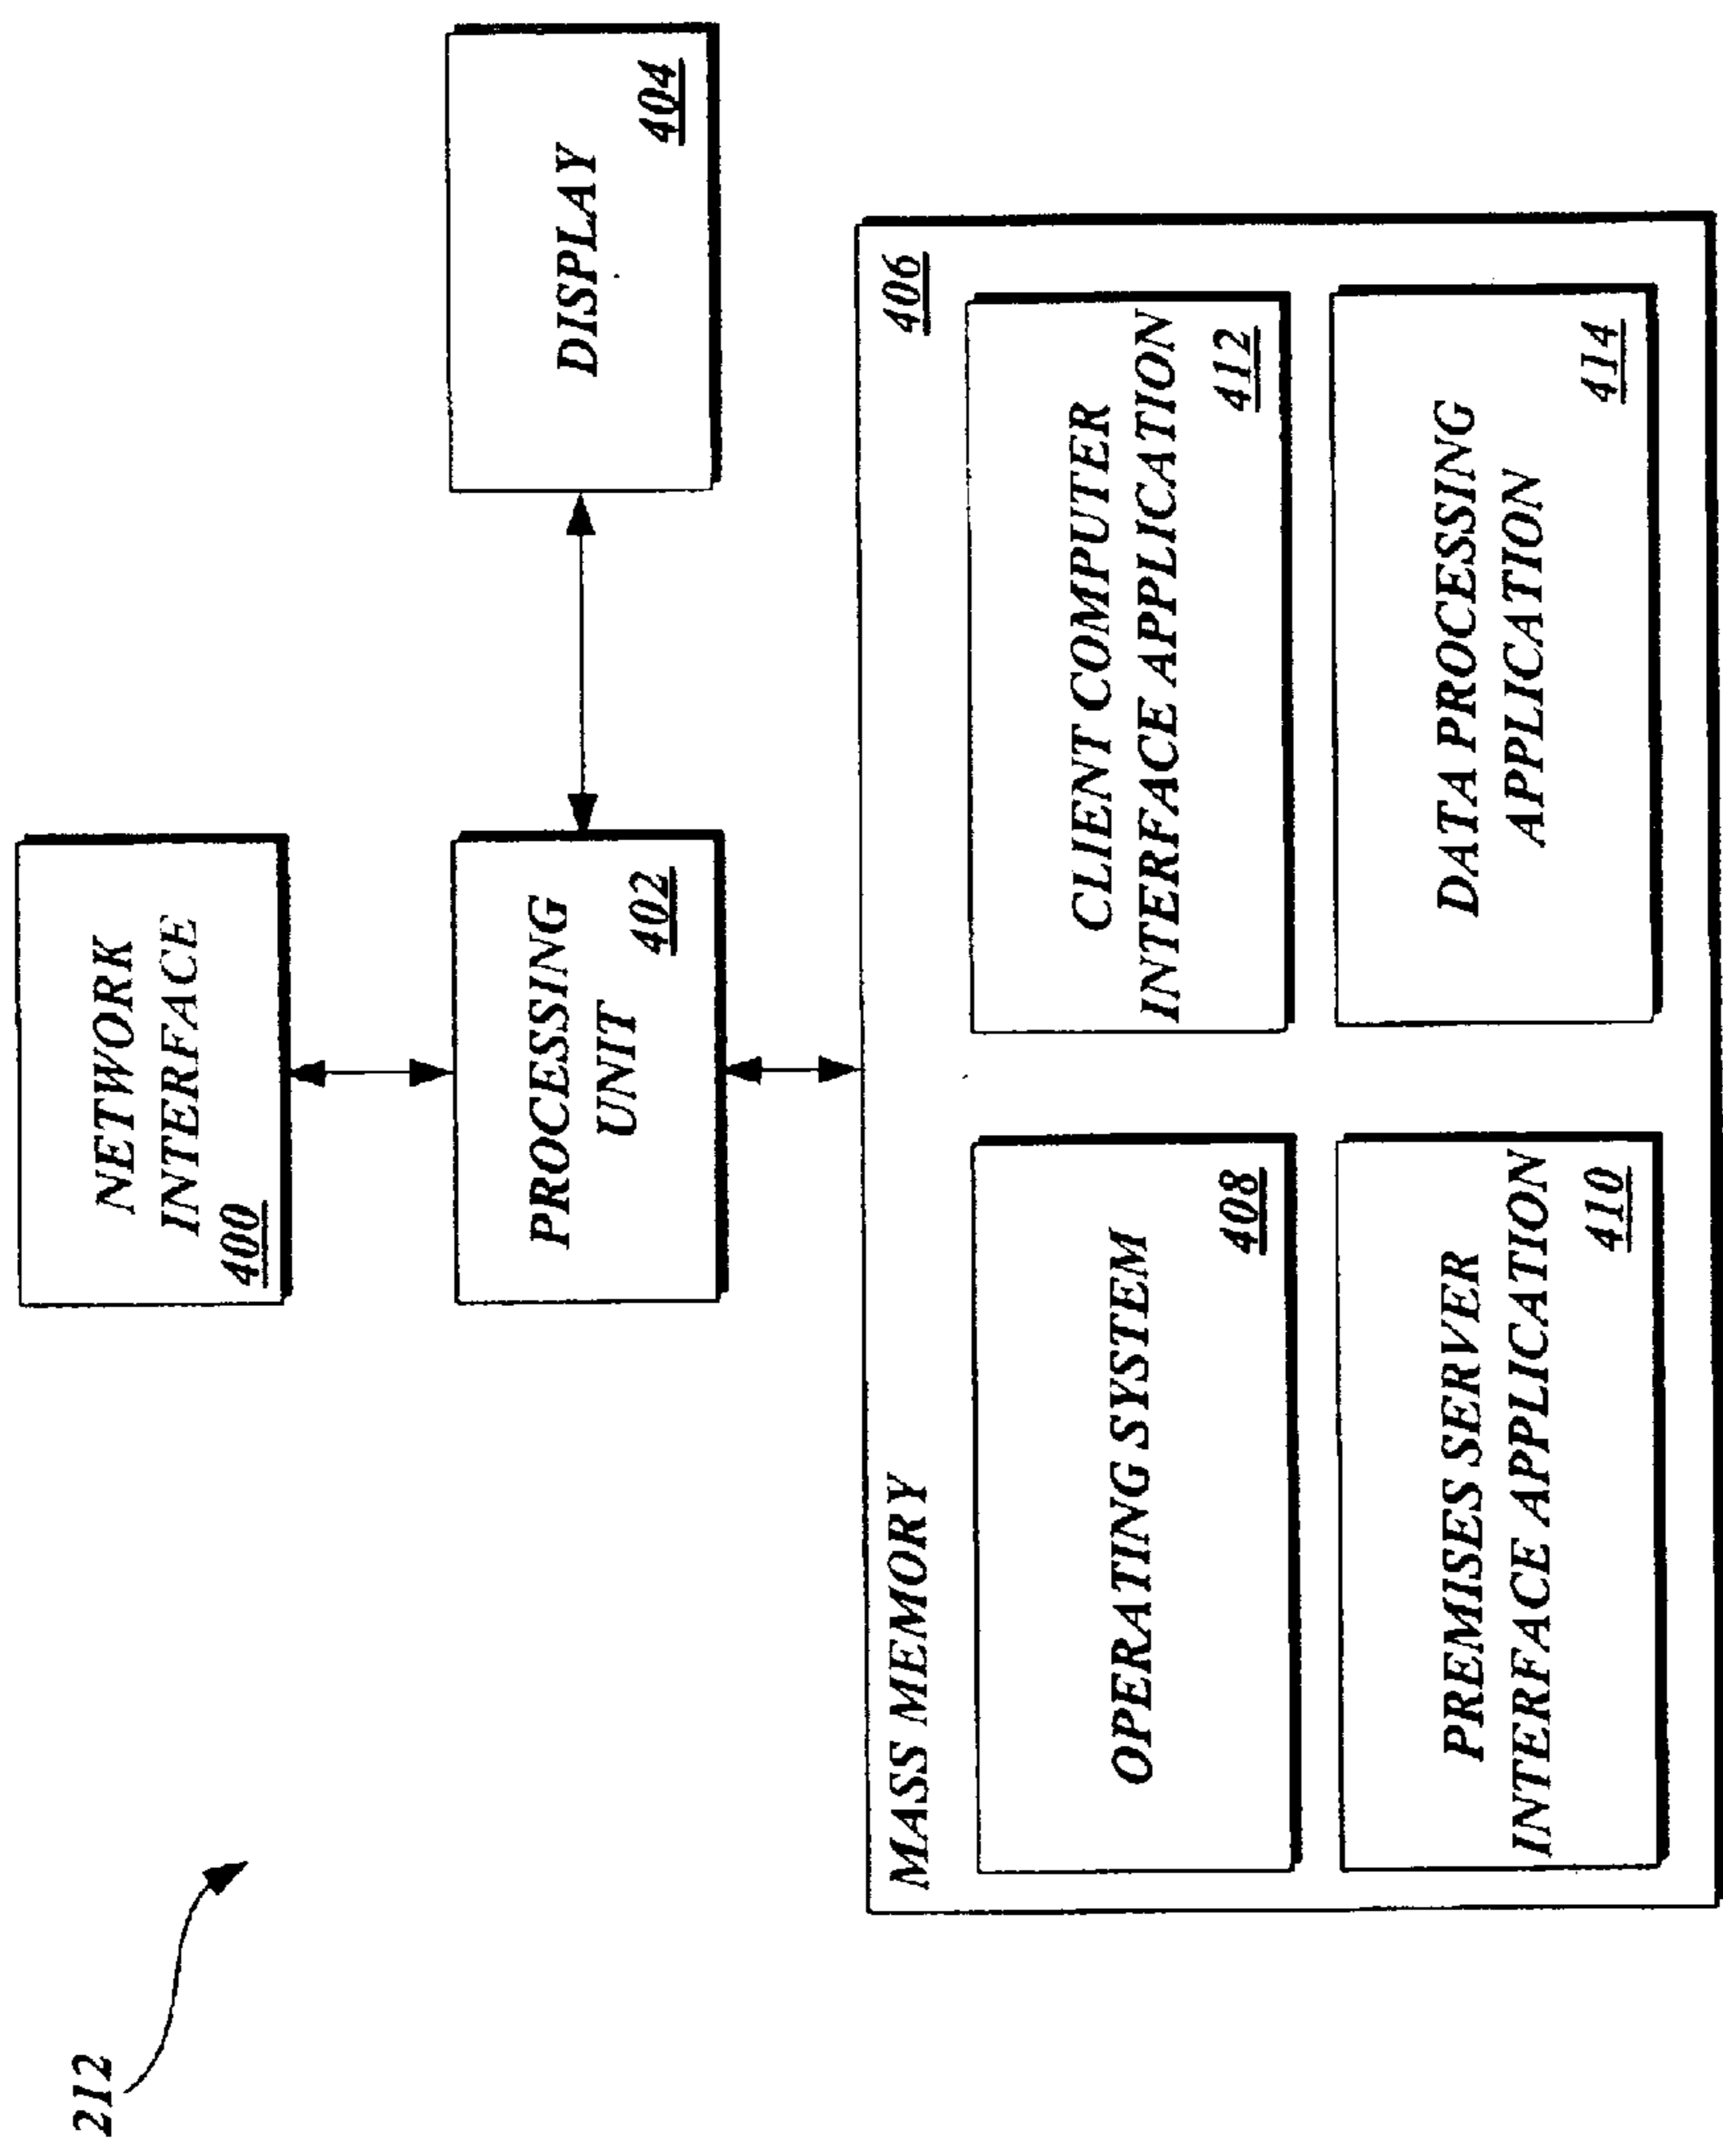 212
NETWORK
INTERFACE
400
PROCESSING
UNIT
402
DISPLAY
404
MASS MEMORY
406
OPERATING SYSTEM
408
CLIENT COMPUTER
INTERFACE APPLICATION
412
PREMISES SERVER
INTERFACE APPLICATION
410
DATA PROCESSING
APPLICATION
414